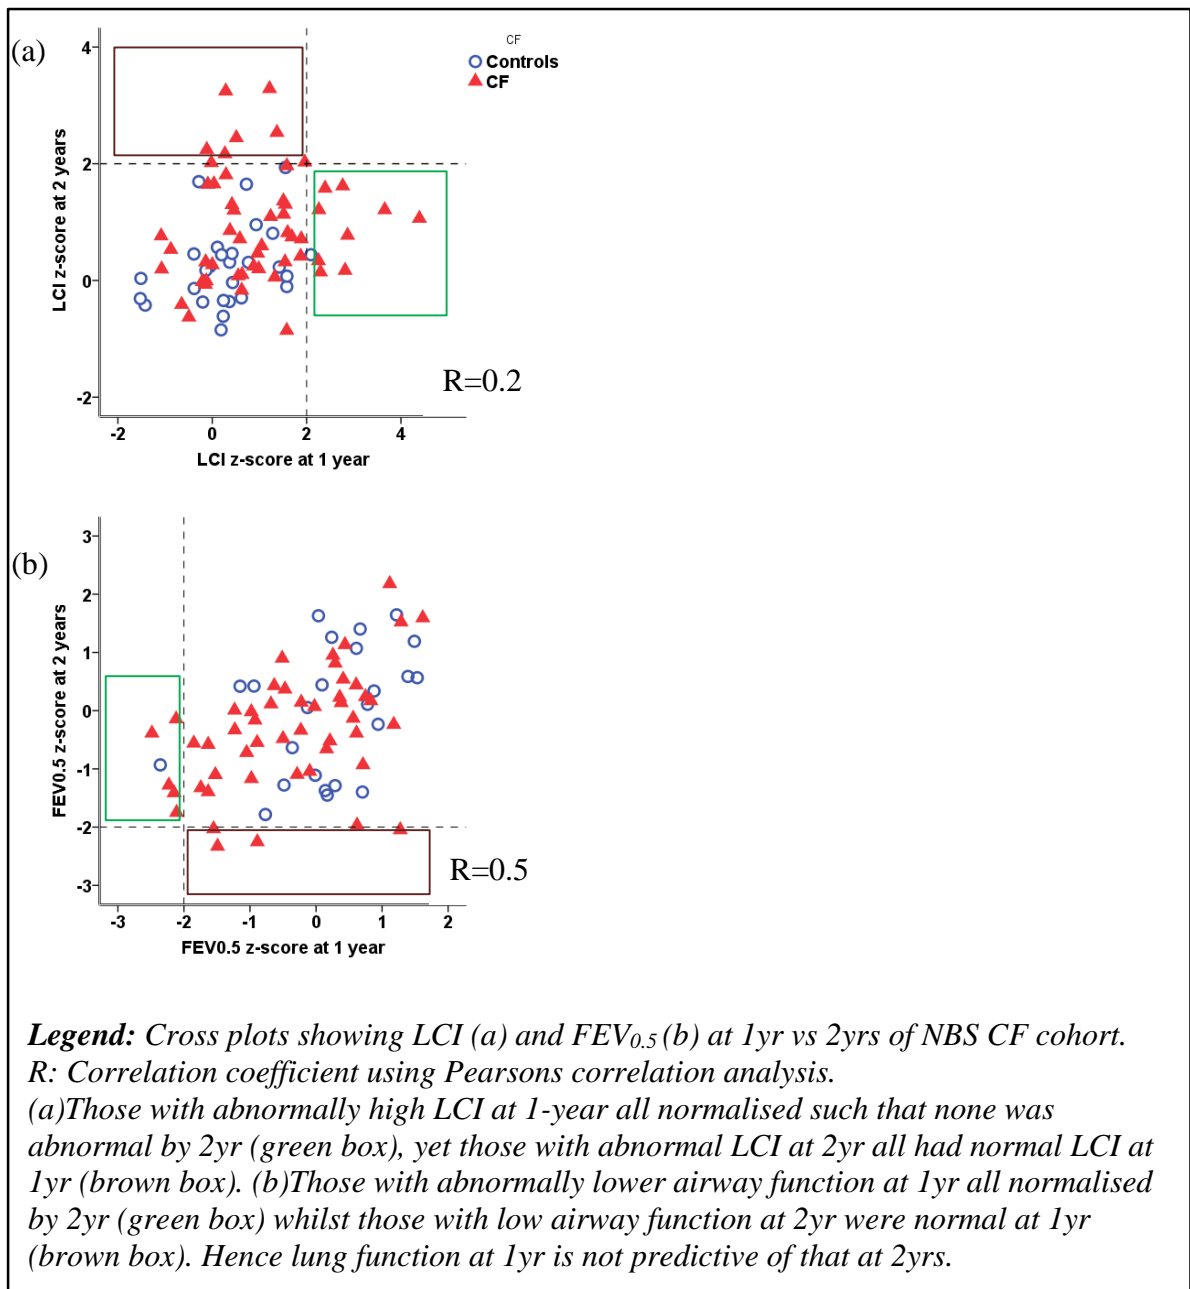 (a)
CF
Controls
CF
4
2
0
-2
LCI z-score at 2 years
R=0.2
-2
0
2
4
LCI z-score at 1 year
(b)
3
2
1
0
-1
-2
-3
FEV0.5 z-score at 2 years
R=0.5
-3
-2
-1
0
1
2
FEV0.5 z-score at 1 year
Legend: Cross plots showing LCI (a) and FEV0.5 (b) at 1yr vs 2yrs of NBS CF cohort.
R: Correlation coefficient using Pearsons correlation analysis.
(a)Those with abnormally high LCI at 1-year all normalised such that none was
abnormal by 2yr (green box), yet those with abnormal LCI at 2yr all had normal LCI at
1yr (brown box). (b)Those with abnormally lower airway function at 1yr all normalised
by 2yr (green box) whilst those with low airway function at 2yr were normal at 1yr
(brown box). Hence lung function at 1yr is not predictive of that at 2yrs.